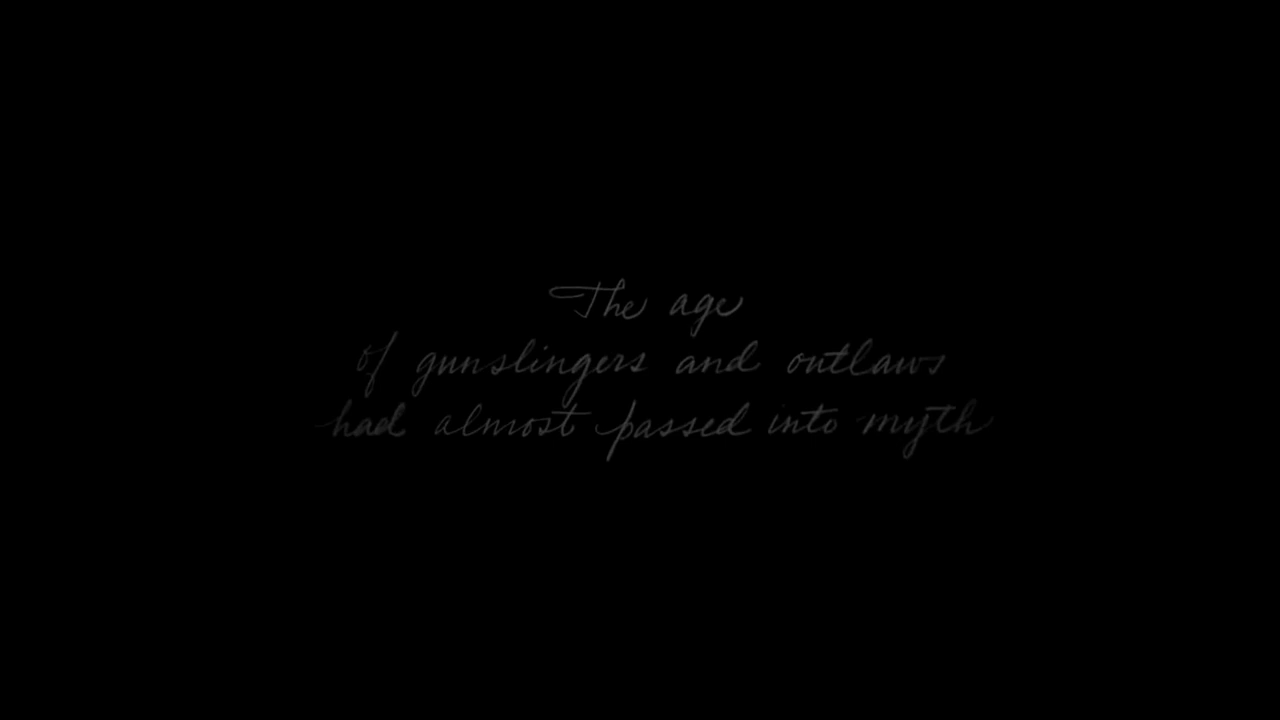 The age
of gunslingers and outlaws
had almost passed into myth